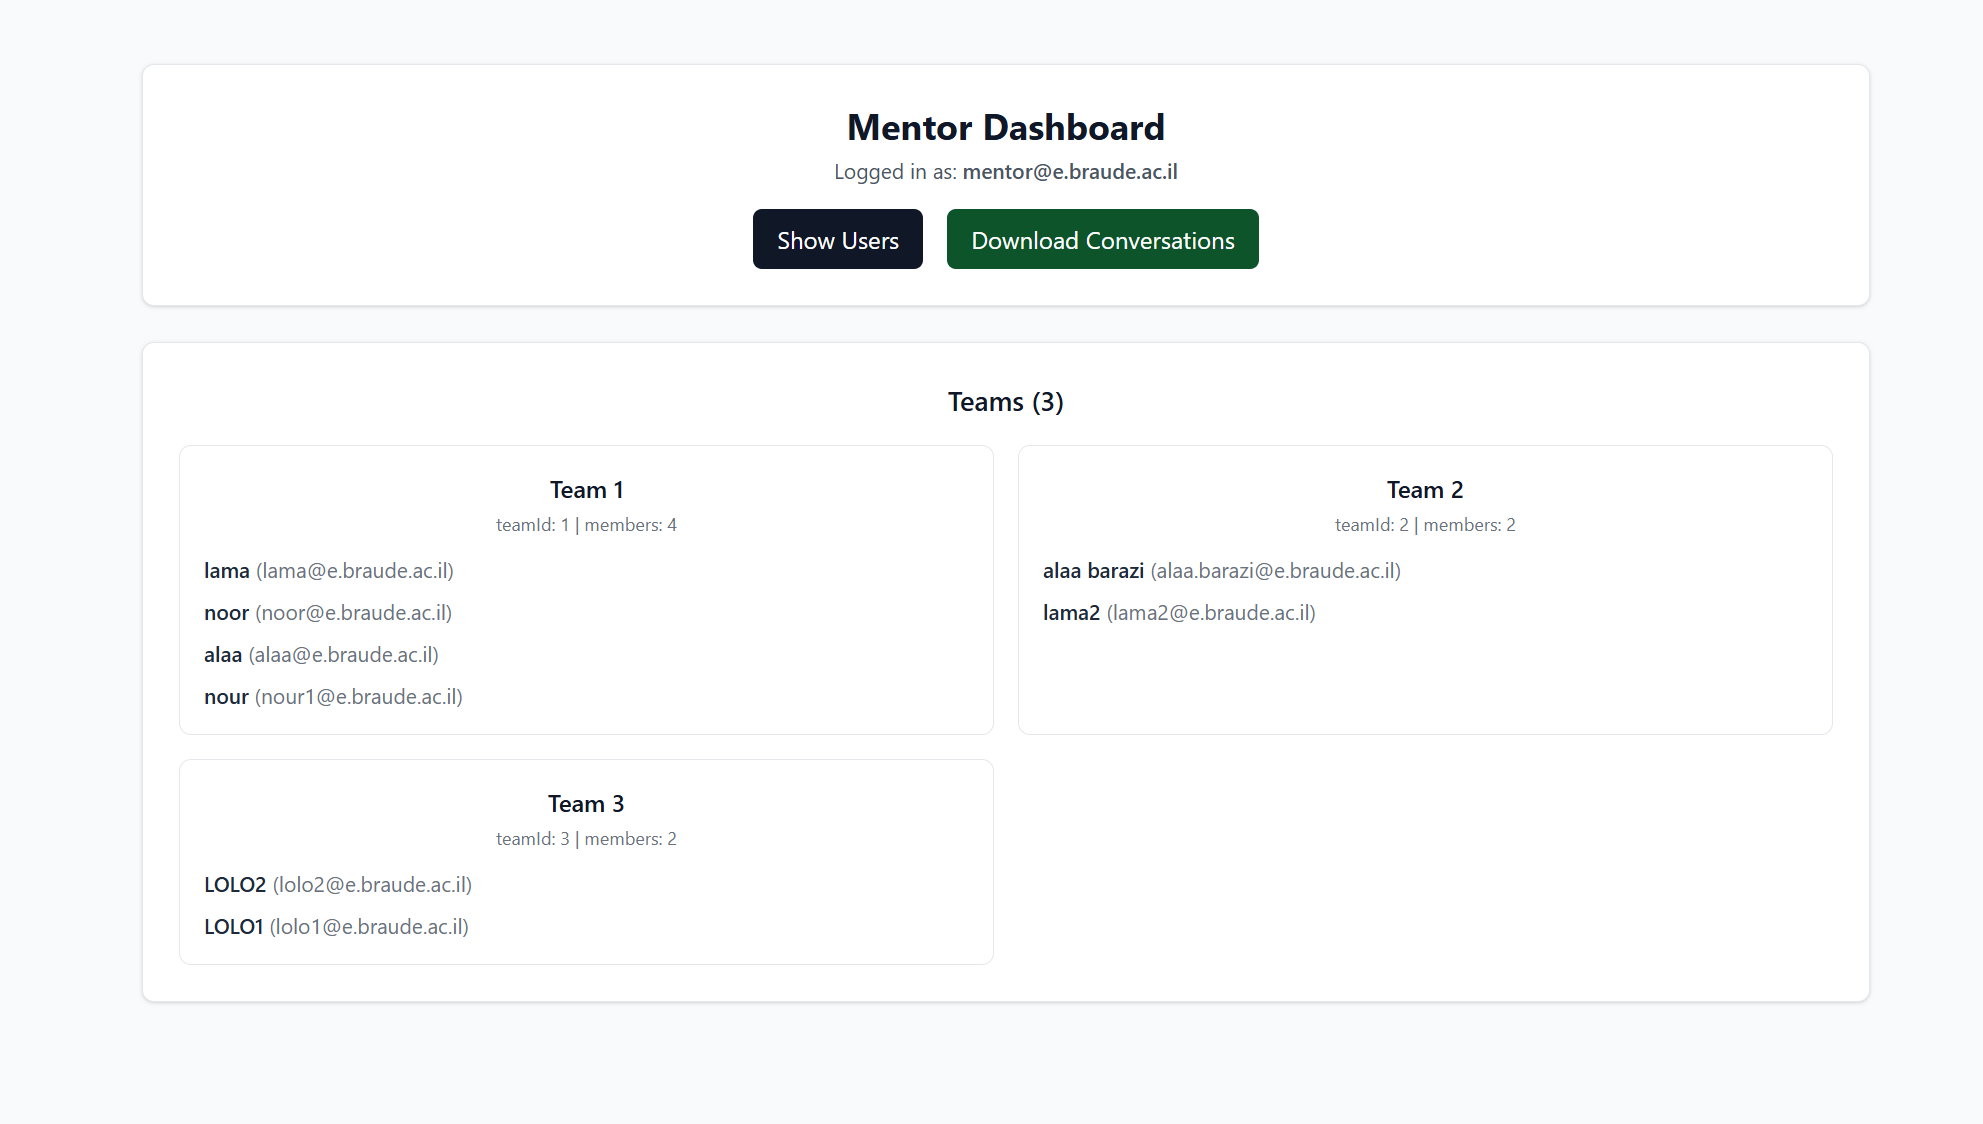 Mentor Dashboard
Logged in as: mentor@e.braude.ac.il
Show Users
Download Conversations
Teams (3)
Team 1
teamId: 1 | members: 4
lama (lama@e.braude.ac.il)
noor (noor@e.braude.ac.il)
alaa (alaa@e.braude.ac.il)
nour (nour1@e.braude.ac.il)
Team 2
teamId: 2 | members: 2
alaa barazi (alaa.barazi@e.braude.ac.il)
lama2 (lama2@e.braude.ac.il)
Team 3
teamId: 3 | members: 2
LOLO2 (lolo2@e.braude.ac.il)
LOLO1 (lolo1@e.braude.ac.il)